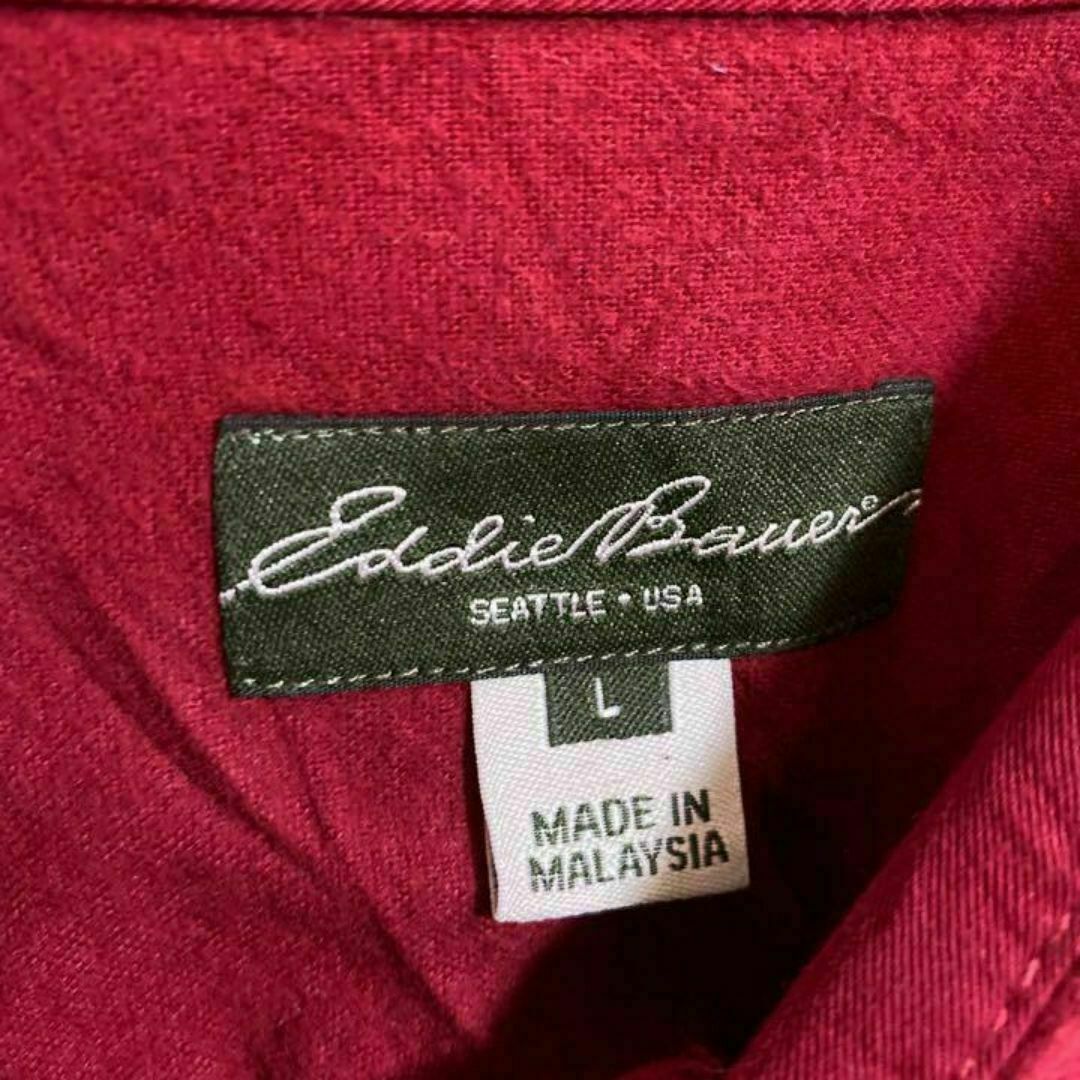 Eddie Bauer®
SEATTLE • USA
L
MADE IN
MALAYSIA